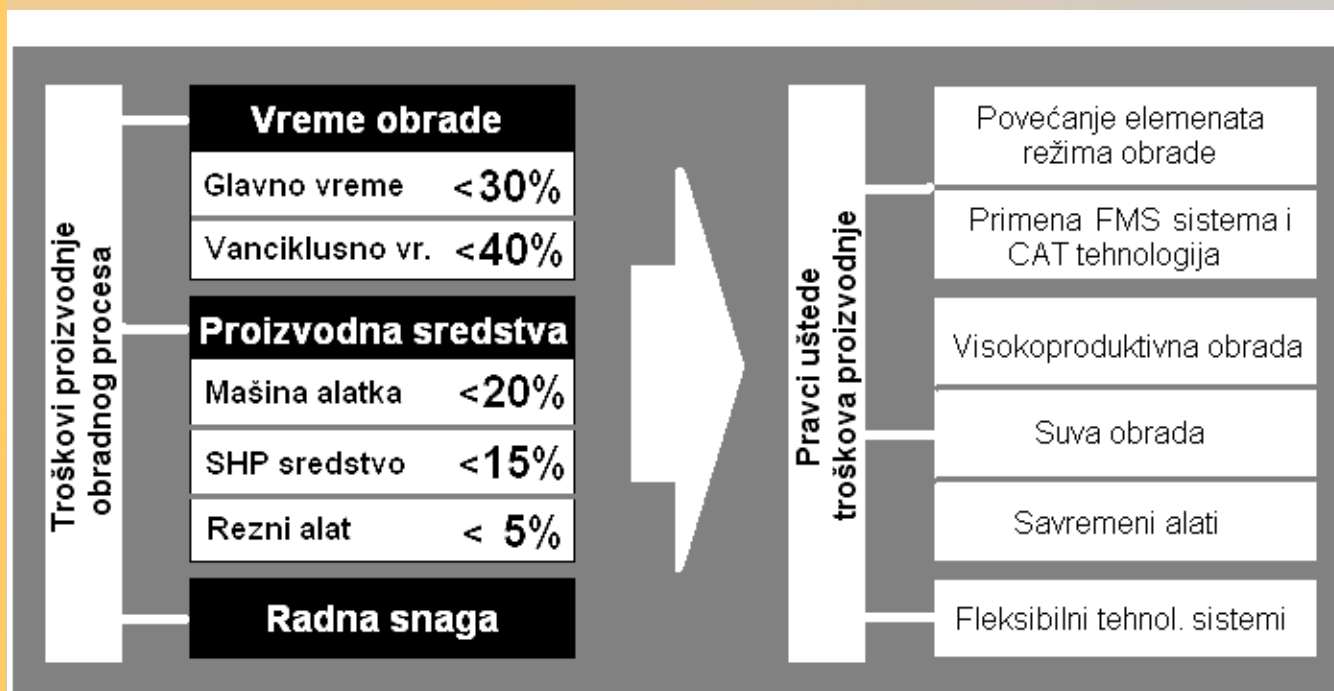 Troškovi proizvodnje
obradnog procesa
Vreme obrade
Glavno vreme <30%
Vanciklusno vr. <40%
Proizvodna sredstva
Mašina alatka <20%
SHP sredstvo <15%
Rezni alat < 5%
Radna snaga
Pravci uštede
troškova proizvodnje
Povećanje elemenata
režima obrade
Primena FMS sistema i
CAT tehnologija
Visokoproduktivna obrada
Suva obrada
Savremeni alati
Fleksibilni tehnol. sistemi